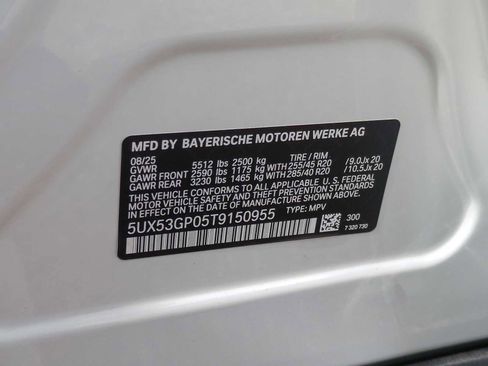 MFD BY BAYERISCHE MOTOREN WERKE AG
08/25 5512 lbs 2500 kg TIRE / RIM
GVWR
GAWR FRONT 2590 lbs 1175 kg 255/45 R20 /9.0Jx 20
GAWR REAR 3230 lbs 1465 kg 285/40 R20 /10.5Jx 20
THIS VEHICLE CONFORMS TO ALL APPLICABLE U.S. FEDERAL
MOTOR VEHICLE SAFETY, BUMPER, AND THEFT PREVENTION
STANDARDS IN EFFECT ON THE DATE OF MANUFACTURE
SHOWN ABOVE.
5UX53GP05T9150955 TYPE: MPV 300
7 320 730